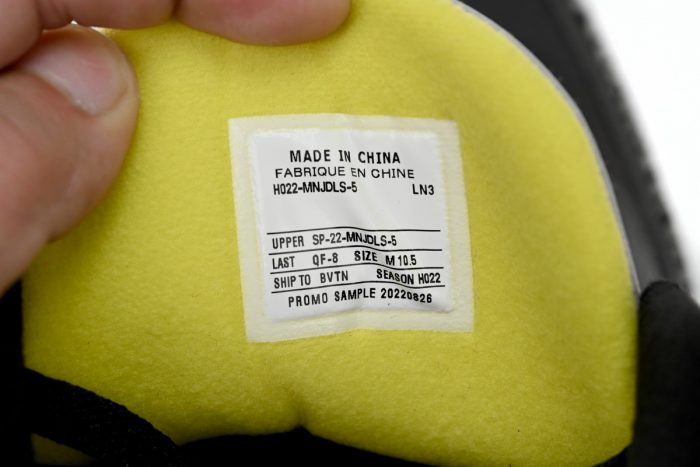 MADE IN CHINA
FABRIQUE EN CHINE
H022-MNJDLS-5 LN3
UPPER SP-22-MNJDLS-5
LAST QF-8 SIZE M 10.5
SHIP TO BVTN SEASON H022
PROMO SAMPLE 20220826